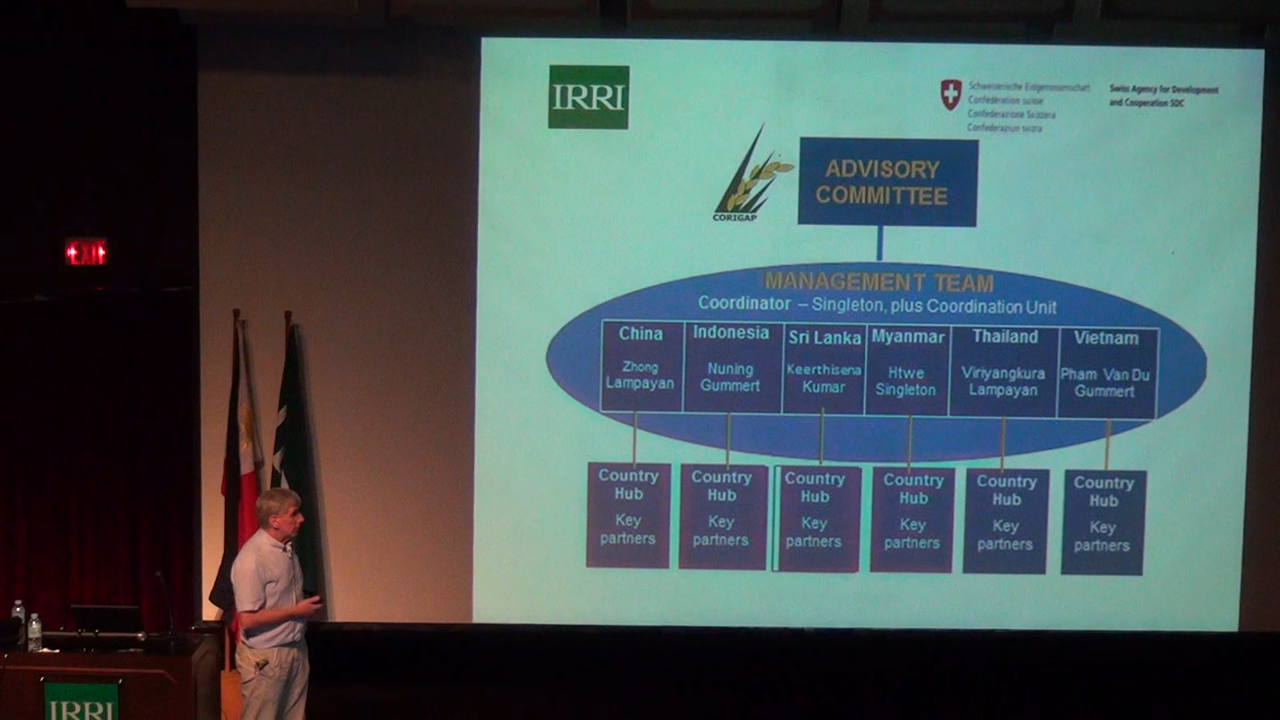 IRRI
Schweizerische Eidgenossenschaft
Confédération suisse
Confederazione Svizzera
Confederaziun svizra
Swiss Agency for Development
and Cooperation SDC
CORIGAP
ADVISORY
COMMITTEE
MANAGEMENT TEAM
Coordinator – Singleton, plus Coordination Unit
China
Zhong
Lampayan
Indonesia
Nuning
Gummert
Sri Lanka
Keerthisena
Kumar
Myanmar
Htwe
Singleton
Thailand
Viriyangkura
Lampayan
Vietnam
Pham Van Du
Gummert
Country
Hub
Key
partners
Country
Hub
Key
partners
Country
Hub
Key
partners
Country
Hub
Key
partners
Country
Hub
Key
partners
Country
Hub
Key
partners
EXIT
IRRI